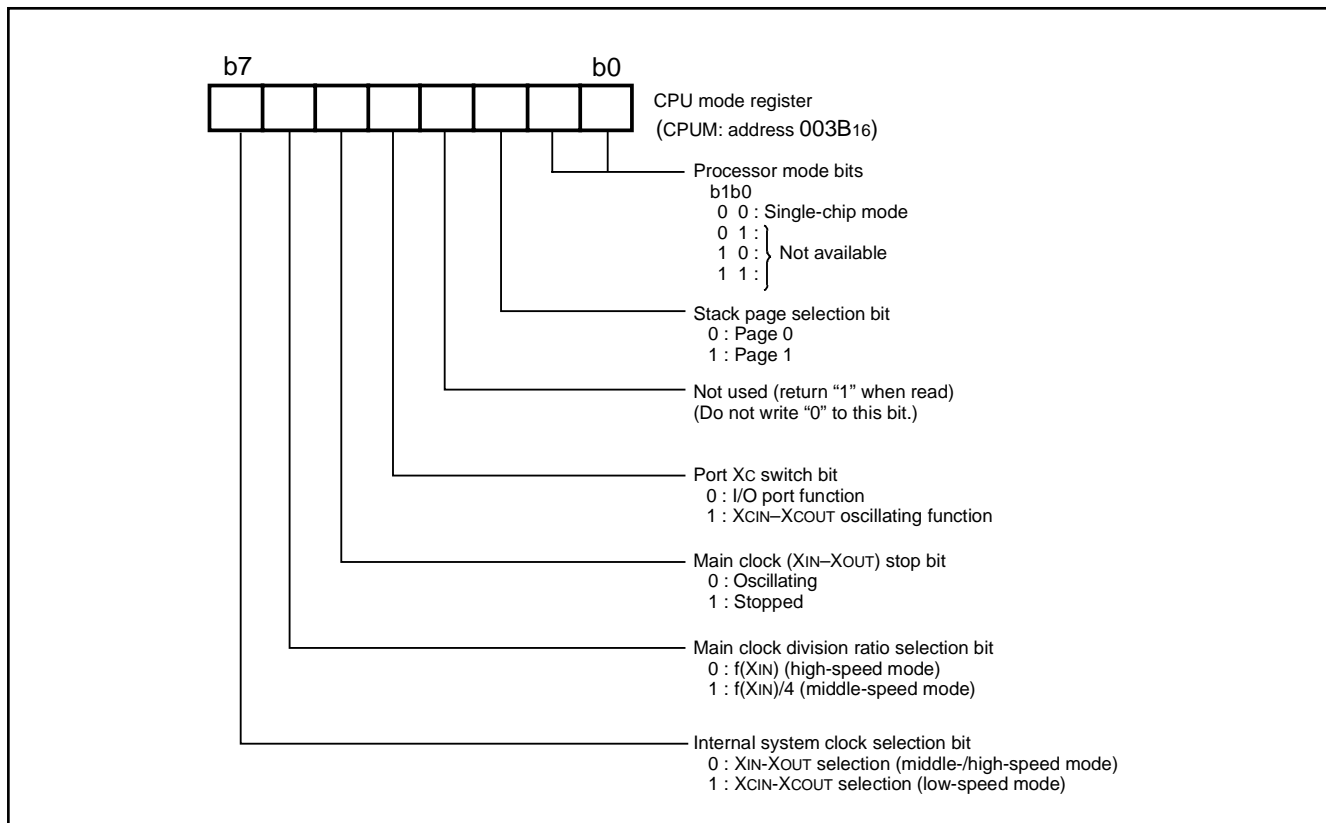 b7 b0
CPU mode register
(CPUM: address 003B16)
Processor mode bits
b1b0
0 0 : Single-chip mode
0 1 :
1 0 : Not available
1 1 :
Stack page selection bit
0 : Page 0
1 : Page 1
Not used (return “1” when read)
(Do not write “0” to this bit.)
Port XC switch bit
0 : I/O port function
1 : XCIN–XCOUT oscillating function
Main clock (XIN–XOUT) stop bit
0 : Oscillating
1 : Stopped
Main clock division ratio selection bit
0 : f(XIN) (high-speed mode)
1 : f(XIN)/4 (middle-speed mode)
Internal system clock selection bit
0 : XIN-XOUT selection (middle-/high-speed mode)
1 : XCIN-XCOUT selection (low-speed mode)